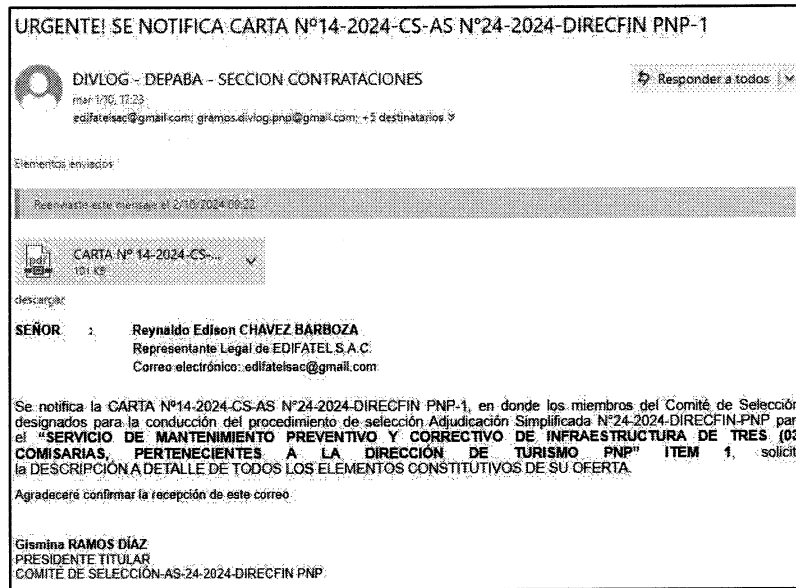 URGENTE! SE NOTIFICA CARTA Nº14-2024-CS-AS N°24-2024-DIRECFIN PNP-1
DIVLOG - DEPABA - SECCION CONTRATACIONES
Responder a todos
mar 1/10, 17:23
edifatelsac@gmail.com; gramos.divlog.pnp@gmail.com; +5 destinatarios
Elementos enviados
Reenviaste este mensaje el 2/10/2024 09:22
pdf
CARTA Nº 14-2024-CS-...
101 KB
descargar
SEÑOR : Reynaldo Edison CHAVEZ BARBOZA
Representante Legal de EDIFATEL S.A.C.
Correo electrónico: edifatelsac@gmail.com
Se notifica la CARTA Nº14-2024-CS-AS N°24-2024-DIRECFIN PNP-1, en donde los miembros del Comité de Selección
designados para la conducción del procedimiento de selección Adjudicación Simplificada N°24-2024-DIRECFIN-PNP par
el "SERVICIO DE MANTENIMIENTO PREVENTIVO Y CORRECTIVO DE INFRAESTRUCTURA DE TRES (03
COMISARIAS, PERTENECIENTES A LA DIRECCIÓN DE TURISMO PNP" ITEM 1, solicit
la DESCRIPCIÓN A DETALLE DE TODOS LOS ELEMENTOS CONSTITUTIVOS DE SU OFERTA.
Agradeceré confirmar la recepción de este correo
Gismina RAMOS DÍAZ
PRESIDENTE TITULAR
COMITÉ DE SELECCIÓN-AS-24-2024-DIRECFIN PNP